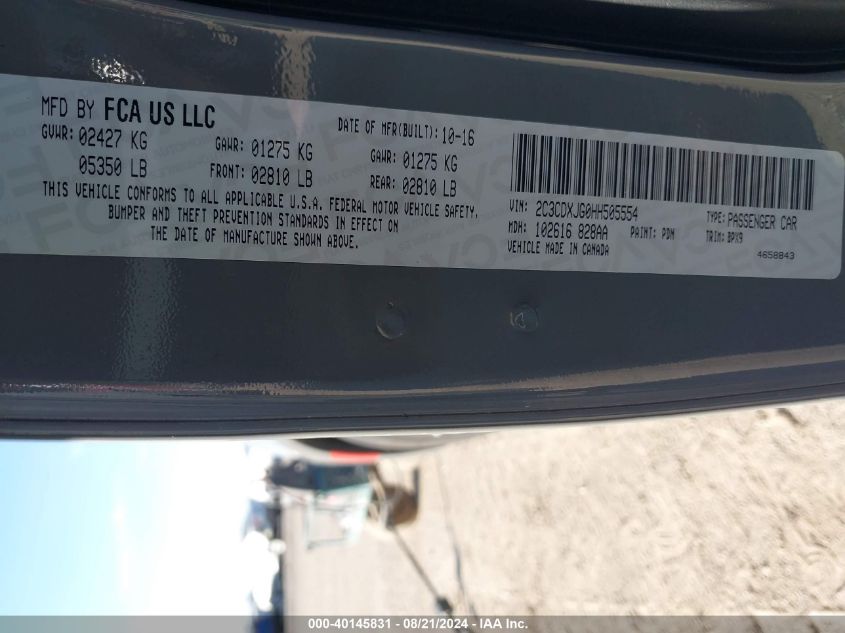 MFD BY FCA US LLC
DATE OF MFR(BUILT): 10-16
GVWR: 02427 KG
05350 LB
GAWR: 01275 KG
FRONT: 02810 LB
GAWR: 01275 KG
REAR: 02810 LB
THIS VEHICLE CONFORMS TO ALL APPLICABLE U.S.A. FEDERAL MOTOR VEHICLE SAFETY,
BUMPER AND THEFT PREVENTION STANDARDS IN EFFECT ON
THE DATE OF MANUFACTURE SHOWN ABOVE.
VIN: 2C3CDXJG0HH505554
TYPE: PASSENGER CAR
MDH: 102616 828AA
PAINT: PDN
TRIM: BPX9
VEHICLE MADE IN CANADA
4658843
000-40145831 - 08/21/2024 - IAA Inc.